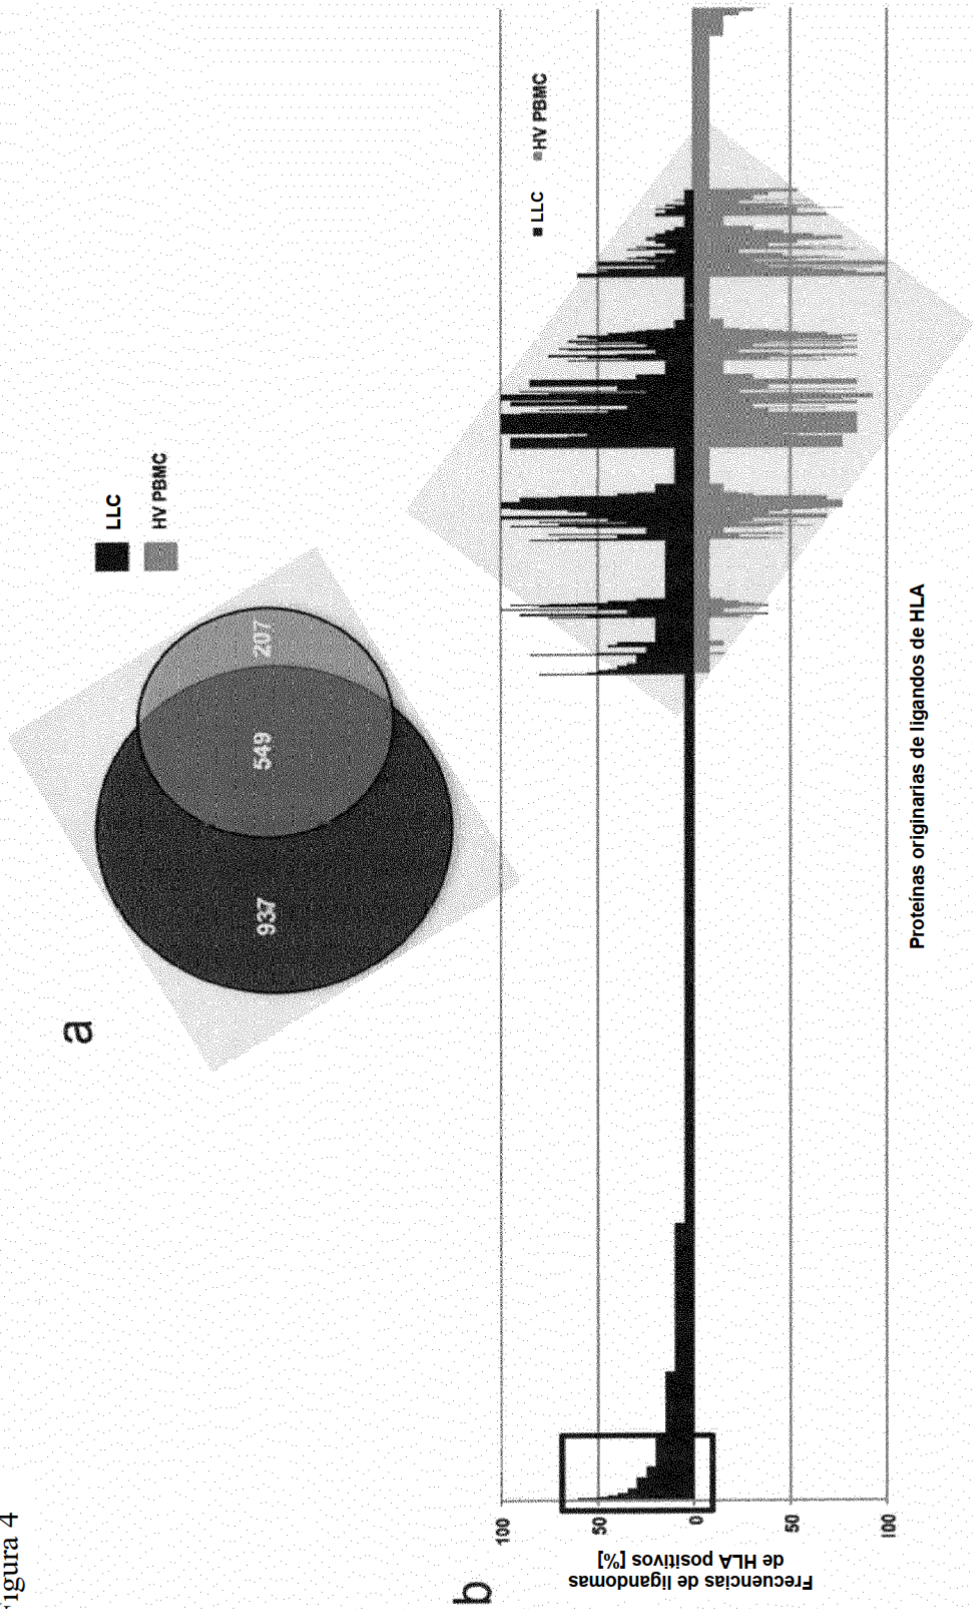 Figura 4
a
937
549
207
LLC
HV PBMC
b
LLC
HV PBMC
100
50
0
50
100
Frecuencias de ligandomas
de HLA positivos [%]
Proteínas originarias de ligandos de HLA